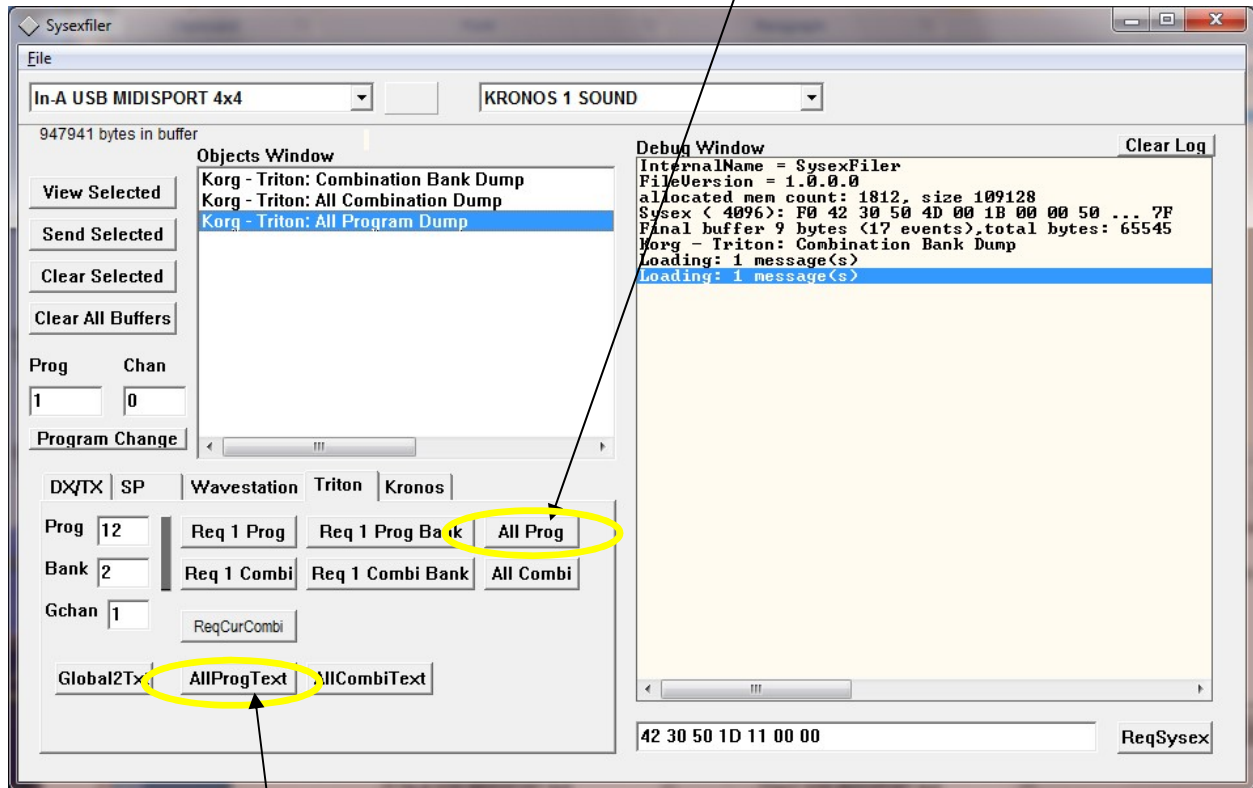 Sysexfiler
File
In-A USB MIDISPORT 4x4
KRONOS 1 SOUND
947941 bytes in buffer
Objects Window
Korg - Triton: Combination Bank Dump
Korg - Triton: All Combination Dump
Korg - Triton: All Program Dump
View Selected
Send Selected
Clear Selected
Clear All Buffers
Prog Chan
1 0
Program Change
Debug Window
Clear Log
InternalName = SysexFiler
FileVersion = 1.0.0.0
allocated mem count: 1812, size 109128
Sysex ( 4096): F0 42 30 50 4D 00 1B 00 00 50 ... 7F
Final buffer 9 bytes (17 events),total bytes: 65545
Korg - Triton: Combination Bank Dump
Loading: 1 message(s)
Loading: 1 message(s)
DX/TX SP Wavestation Triton Kronos
Prog 12 Req 1 Prog Req 1 Prog Bank All Prog
Bank 2 Req 1 Combi Req 1 Combi Bank All Combi
Gchan 1 ReqCurCombi
Global2Tx AllProgText AllCombiText
42 30 50 1D 11 00 00
ReqSysex